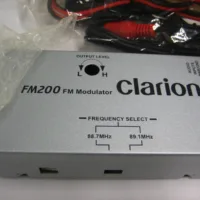 OUTPUT LEVEL
L H
FM200 FM Modulator Clarion
FREQUENCY SELECT
88.7MHz 89.1MHz